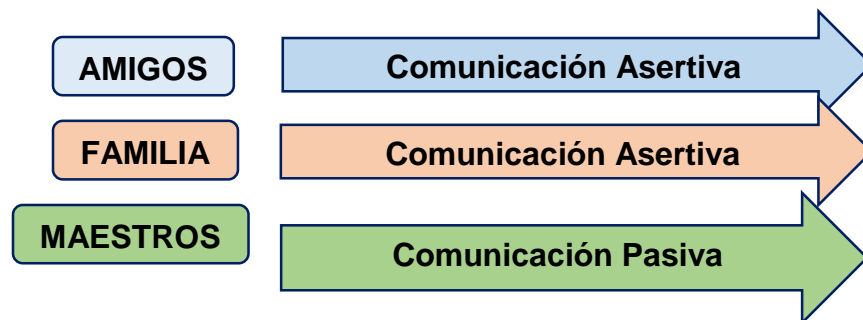 AMIGOS
Comunicación Asertiva
FAMILIA
Comunicación Asertiva
MAESTROS
Comunicación Pasiva